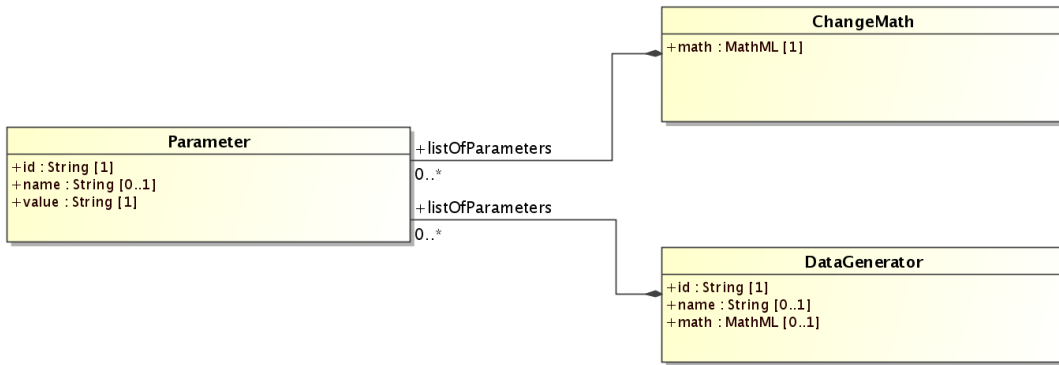 ChangeMath
+math : MathML [1]
Parameter
+id : String [1]
+name : String [0..1]
+value : String [1]
+listOfParameters
0..*
+listOfParameters
0..*
DataGenerator
+id : String [1]
+name : String [0..1]
+math : MathML [0..1]